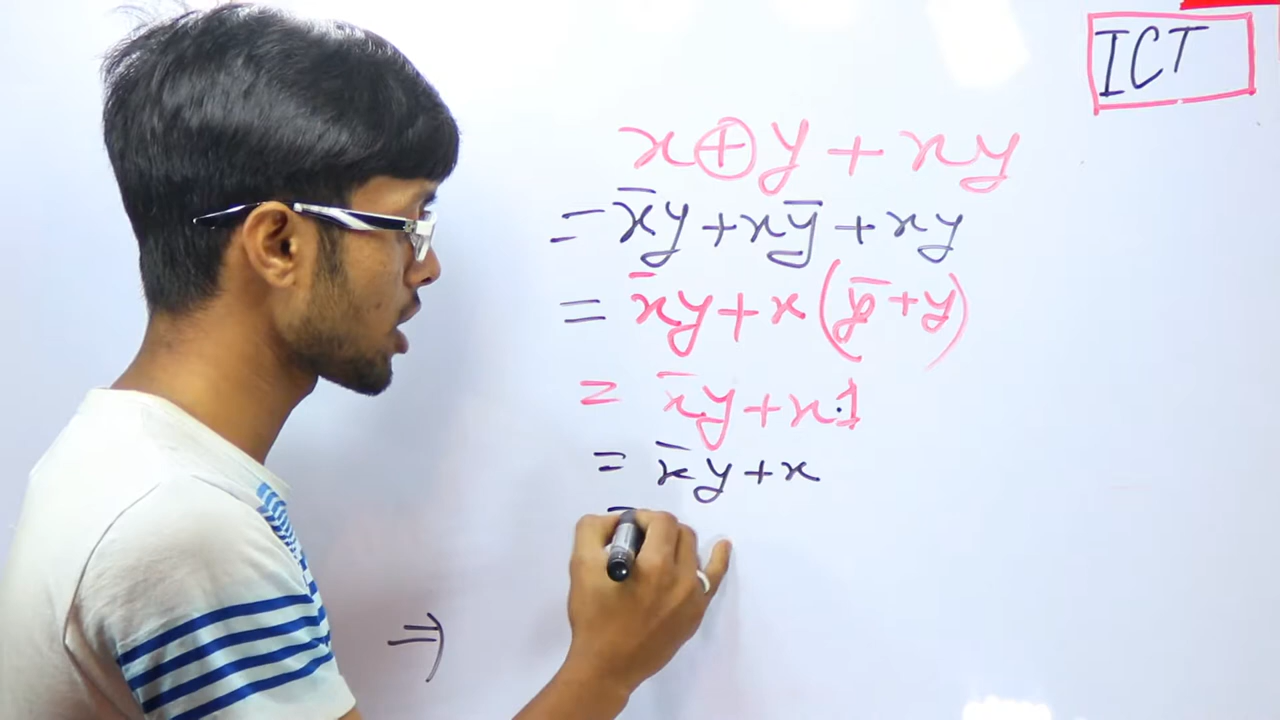 ICT
x⊕y+xy
= x̄y+xȳ+xy
= x̄y+x(ȳ+y)
= x̄y+x.1
= x̄y+x
=
⇒